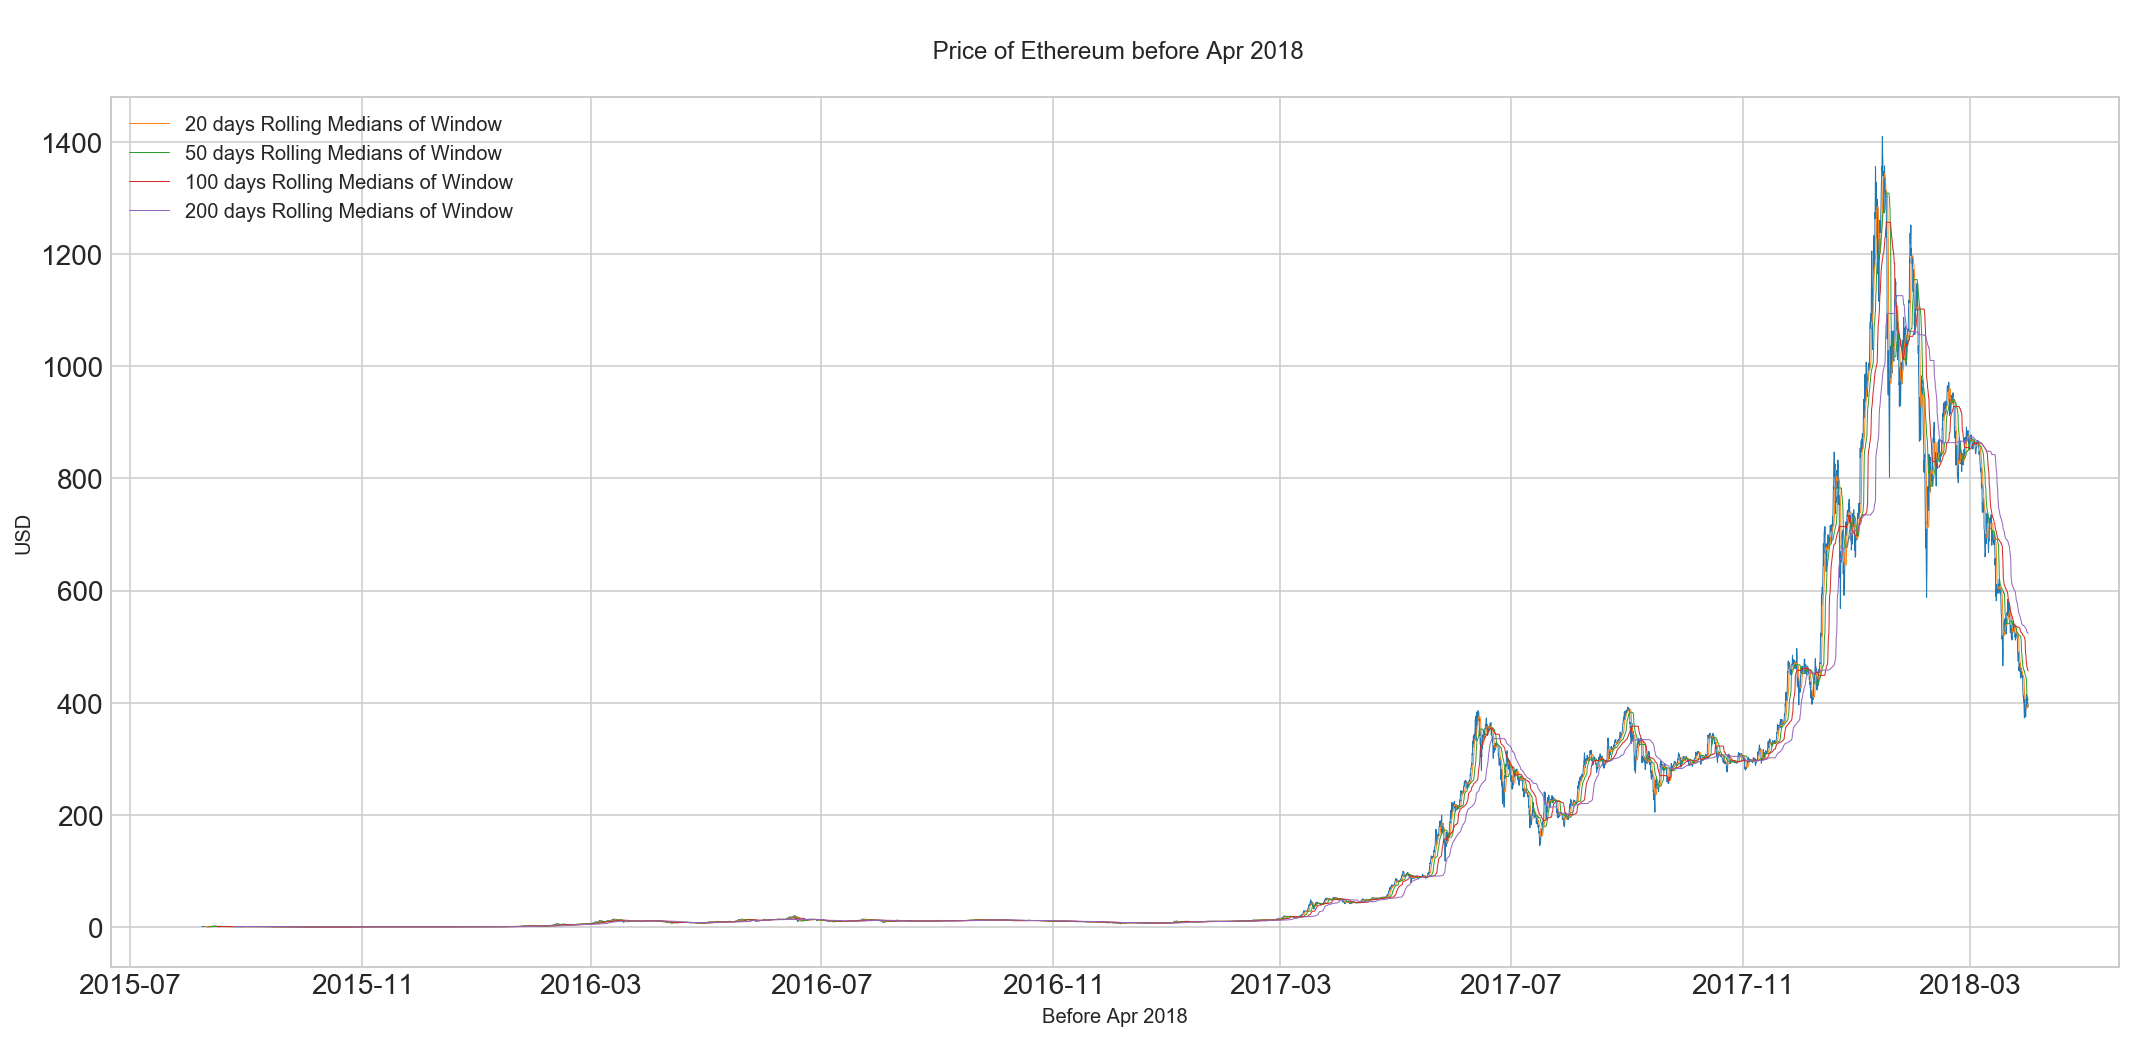 Price of Ethereum before Apr 2018
20 days Rolling Medians of Window
50 days Rolling Medians of Window
100 days Rolling Medians of Window
200 days Rolling Medians of Window
1400
1200
1000
800
600
400
200
0
USD
2015-07 2015-11 2016-03 2016-07 2016-11 2017-03 2017-07 2017-11 2018-03
Before Apr 2018